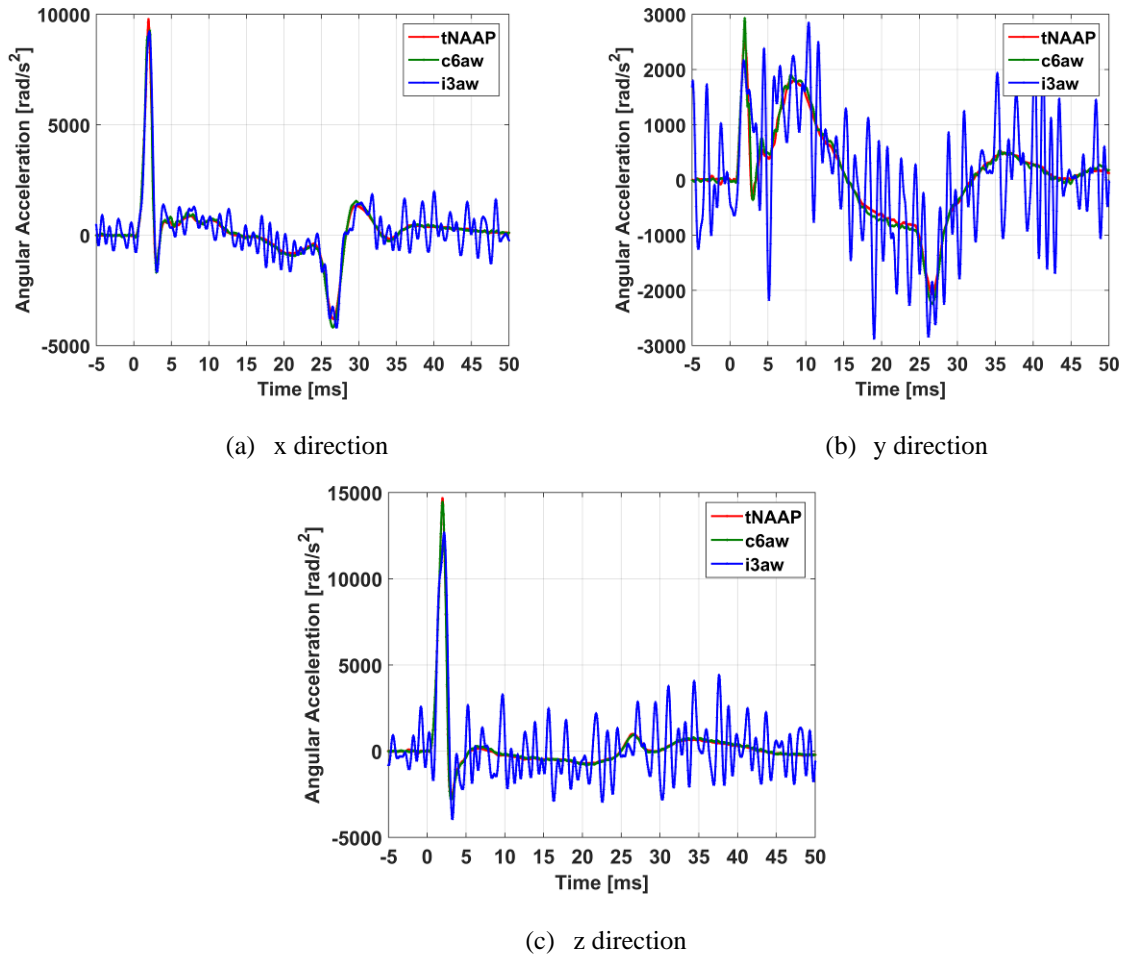 Angular Acceleration [rad/s²]
10000
5000
0
-5000
tNAAP
c6aw
i3aw
-5 0 5 10 15 20 25 30 35 40 45 50
Time [ms]
(a) x direction
Angular Acceleration [rad/s²]
3000
2000
1000
0
-1000
-2000
-3000
tNAAP
c6aw
i3aw
-5 0 5 10 15 20 25 30 35 40 45 50
Time [ms]
(b) y direction
Angular Acceleration [rad/s²]
15000
10000
5000
0
-5000
tNAAP
c6aw
i3aw
-5 0 5 10 15 20 25 30 35 40 45 50
Time [ms]
(c) z direction